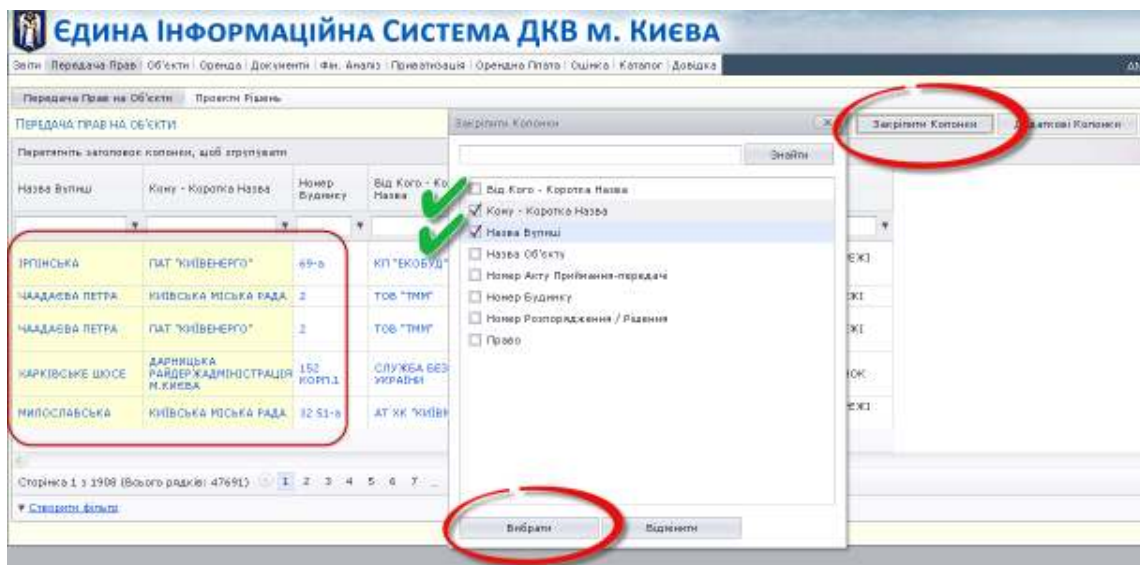 Єдина Інформаційна Система ДКВ м. Києва
Звіти Передача Прав Об'єкти Оренда Документи Фін. Аналіз Приватизація Орендна Плата Оцінка Каталог Довідка
Передача Прав на Об'єкти Проекти Рішень
ПЕРЕДАЧА ПРАВ НА ОБ'ЄКТИ Закріпити Колонки Закріпити Колонки Додаткові Колонки
Перетягніть заголовок колонки, щоб згрупувати Знайти
Назва Вулиці Кому - Коротка Назва Номер Будинку Від Кого - Ко Назва
Від Кого - Коротка Назва
Кому - Коротка Назва
Назва Вулиці
Назва Об'єкту
Номер Акту Приймання-передачі
Номер Будинку
Номер Розпорядження / Рішення
Право
ІРПІНСЬКА ПАТ "КИЇВЕНЕРГО" 69-а КП "ЕКОБУД" ЕЖІ
ЧААДАЄВА ПЕТРА КИЇВСЬКА МІСЬКА РАДА 2 ТОВ "ТММ" ЕЖІ
ЧААДАЄВА ПЕТРА ПАТ "КИЇВЕНЕРГО" 2 ТОВ "ТММ" ЖІ
ХАРКІВСЬКЕ ШОСЕ ДАРНИЦЬКА РАЙДЕРЖАДМІНІСТРАЦІЯ М.КИЄВА 152 КОРП.1 СЛУЖБА БЕЗ УКРАЇНИ НОК
МИЛОСЛАВСЬКА КИЇВСЬКА МІСЬКА РАДА АТ ХК "КИЇВМ ЕЖІ
Сторінка 1 з 1908 (Всього рядків: 47691) 1 2 3 4 5 6 7
Створити фільтр
Вибрати Відмінити